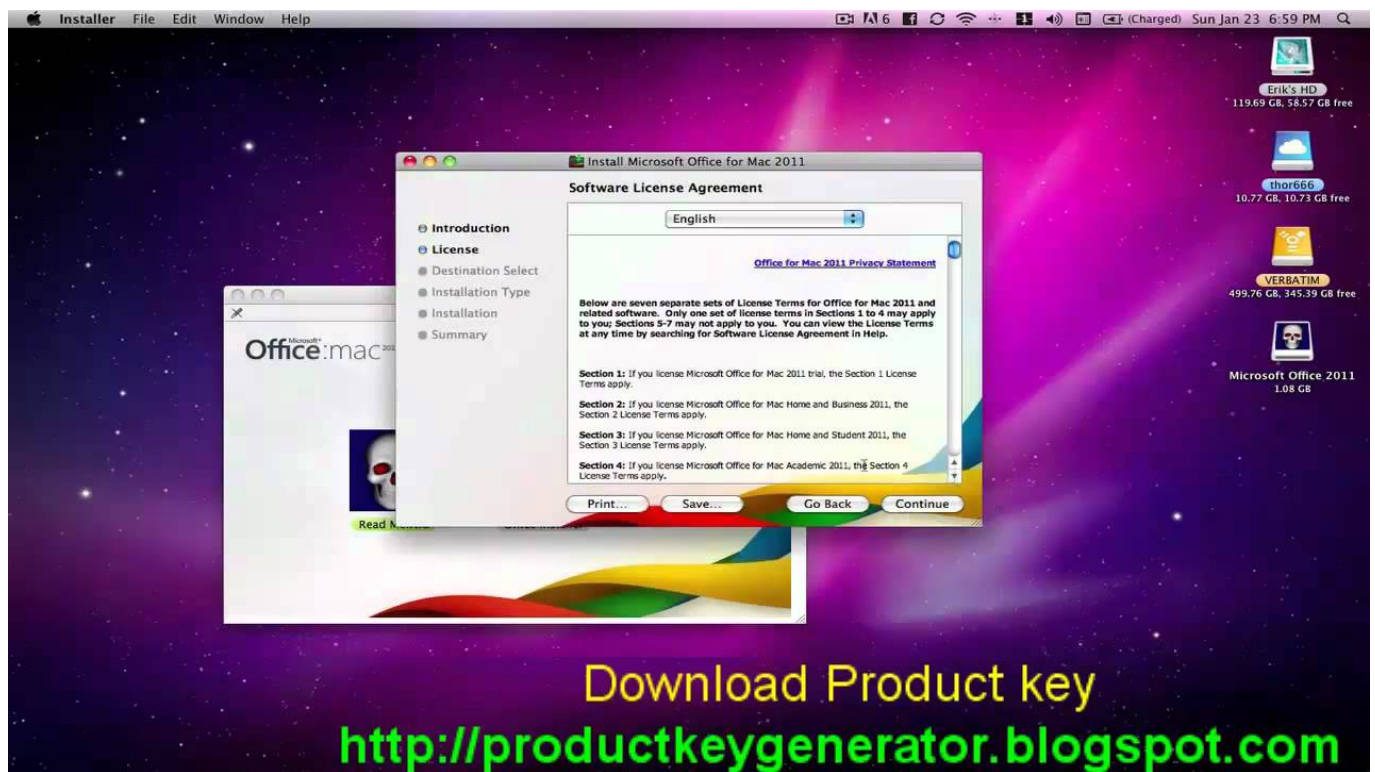 Installer File Edit Window Help 6 (Charged) Sun Jan 23 6:59 PM
Erik's HD
119.69 GB, 58.57 GB free
thor666
10.77 GB, 10.73 GB free
VERBATIM
499.76 GB, 345.39 GB free
Microsoft Office 2011
1.08 GB
Install Microsoft Office for Mac 2011
Software License Agreement
Introduction
License
Destination Select
Installation Type
Installation
Summary
English
Office for Mac 2011 Privacy Statement
Below are seven separate sets of License Terms for Office for Mac 2011 and
related software. Only one set of license terms in Sections 1 to 4 may apply
to you; Sections 5-7 may not apply to you. You can view the License Terms
at any time by searching for Software License Agreement in Help.
Section 1: If you license Microsoft Office for Mac 2011 trial, the Section 1 License
Terms apply.
Section 2: If you license Microsoft Office for Mac Home and Business 2011, the
Section 2 License Terms apply.
Section 3: If you license Microsoft Office for Mac Home and Student 2011, the
Section 3 License Terms apply.
Section 4: If you license Microsoft Office for Mac Academic 2011, the Section 4
License Terms apply.
Print... Save... Go Back Continue
Microsoft
Office:mac
Read
Download Product key
http://productkeygenerator.blogspot.com